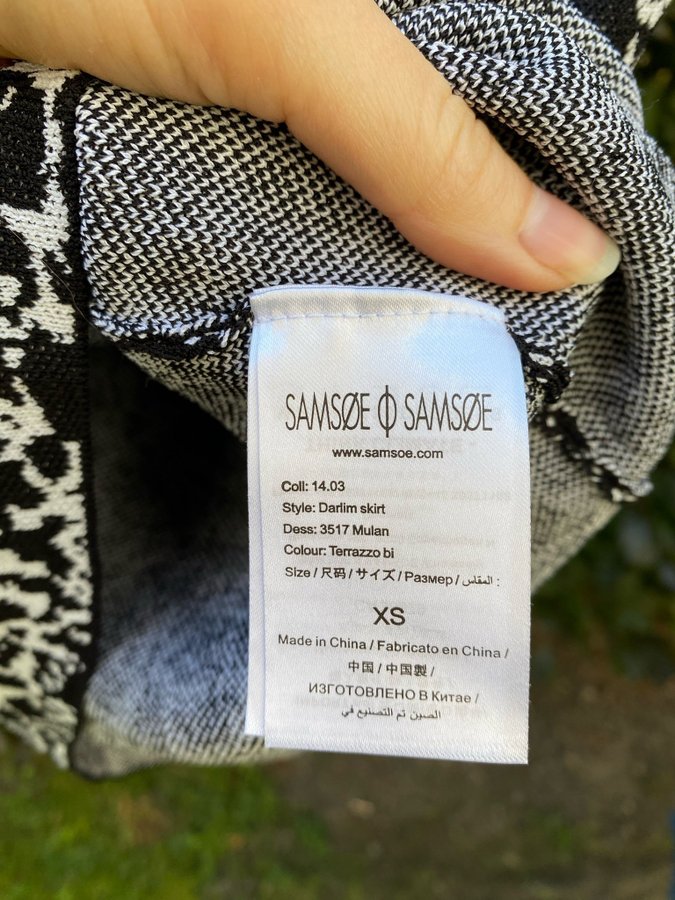 SAMSØE Φ SAMSØE
www.samsoe.com
Coll: 14.03
Style: Darlim skirt
Dess: 3517 Mulan
Colour: Terrazzo bi
Size / 尺码 / サイズ / Размер / المقاس :
XS
Made in China / Fabricato en China /
中国 / 中国製 /
ИЗГОТОВЛЕНО В Китае /
الصين تم التصنيع في